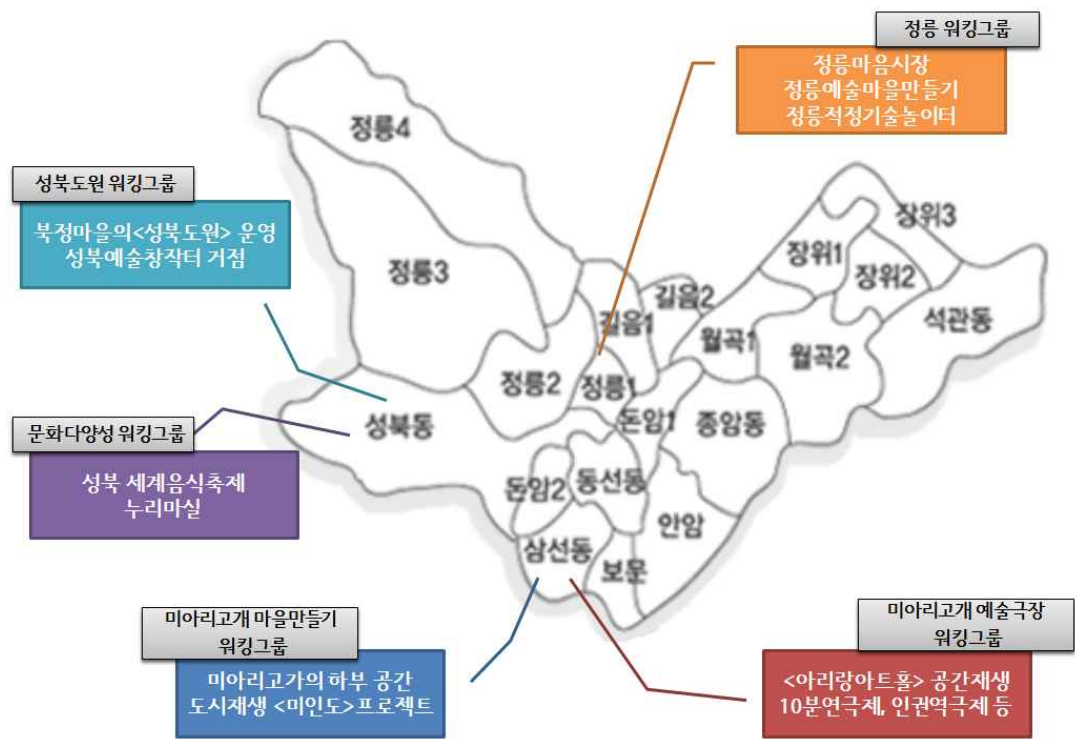 정릉 워킹그룹
정릉마음시장
정릉예술마을만들기
정릉적정기술놀이터
성북도원 워킹그룹
북정마을의<성북도원> 운영
성북예술창작터 거점
문화다양성 워킹그룹
성북 세계음식축제
누리마실
미아리고개 마을만들기
워킹그룹
미아리고가의 하부 공간
도시재생 <미인도>프로젝트
미아리고개 예술극장
워킹그룹
<아리랑아트홀> 공간재생
10분연극제, 인권역극제 등
정릉4
정릉3
정릉2
정릉1
길음1
길음2
성북동
돈암2
돈암1
동선동
삼선동
보문
안암
종암동
월곡1
월곡2
장위1
장위2
장위3
석관동